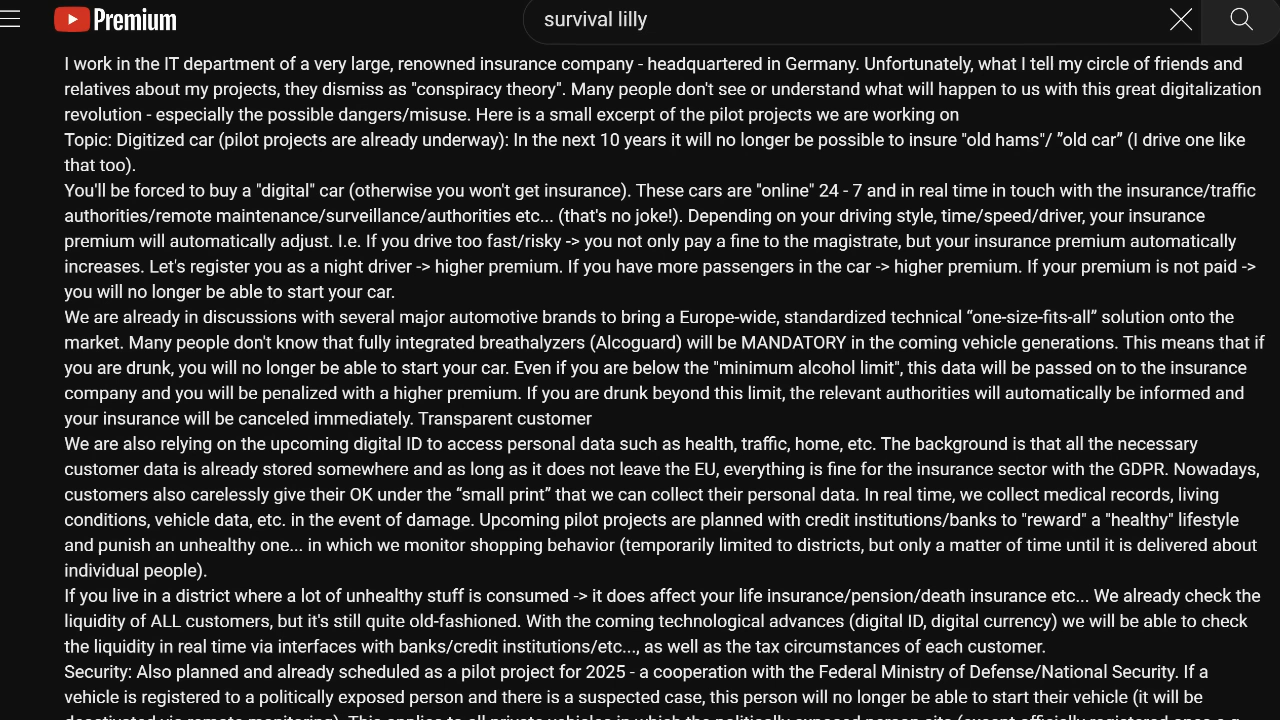 Premium
survival lilly
I work in the IT department of a very large, renowned insurance company - headquartered in Germany. Unfortunately, what I tell my circle of friends and
relatives about my projects, they dismiss as "conspiracy theory". Many people don't see or understand what will happen to us with this great digitalization
revolution - especially the possible dangers/misuse. Here is a small excerpt of the pilot projects we are working on
Topic: Digitized car (pilot projects are already underway): In the next 10 years it will no longer be possible to insure "old hams"/ ”old car” (I drive one like
that too).
You'll be forced to buy a "digital" car (otherwise you won't get insurance). These cars are "online" 24 - 7 and in real time in touch with the insurance/traffic
authorities/remote maintenance/surveillance/authorities etc... (that's no joke!). Depending on your driving style, time/speed/driver, your insurance
premium will automatically adjust. I.e. If you drive too fast/risky -> you not only pay a fine to the magistrate, but your insurance premium automatically
increases. Let's register you as a night driver -> higher premium. If you have more passengers in the car -> higher premium. If your premium is not paid ->
you will no longer be able to start your car.
We are already in discussions with several major automotive brands to bring a Europe-wide, standardized technical “one-size-fits-all” solution onto the
market. Many people don't know that fully integrated breathalyzers (Alcoguard) will be MANDATORY in the coming vehicle generations. This means that if
you are drunk, you will no longer be able to start your car. Even if you are below the "minimum alcohol limit", this data will be passed on to the insurance
company and you will be penalized with a higher premium. If you are drunk beyond this limit, the relevant authorities will automatically be informed and
your insurance will be canceled immediately. Transparent customer
We are also relying on the upcoming digital ID to access personal data such as health, traffic, home, etc. The background is that all the necessary
customer data is already stored somewhere and as long as it does not leave the EU, everything is fine for the insurance sector with the GDPR. Nowadays,
customers also carelessly give their OK under the “small print” that we can collect their personal data. In real time, we collect medical records, living
conditions, vehicle data, etc. in the event of damage. Upcoming pilot projects are planned with credit institutions/banks to "reward" a "healthy" lifestyle
and punish an unhealthy one... in which we monitor shopping behavior (temporarily limited to districts, but only a matter of time until it is delivered about
individual people).
If you live in a district where a lot of unhealthy stuff is consumed -> it does affect your life insurance/pension/death insurance etc... We already check the
liquidity of ALL customers, but it's still quite old-fashioned. With the coming technological advances (digital ID, digital currency) we will be able to check
the liquidity in real time via interfaces with banks/credit institutions/etc..., as well as the tax circumstances of each customer.
Security: Also planned and already scheduled as a pilot project for 2025 - a cooperation with the Federal Ministry of Defense/National Security. If a
vehicle is registered to a politically exposed person and there is a suspected case, this person will no longer be able to start their vehicle (it will be